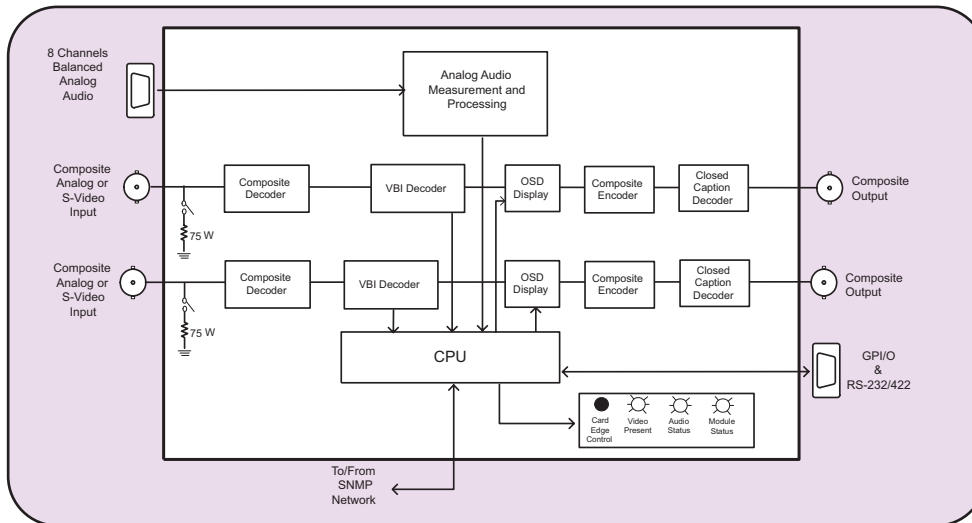 8 Channels
Balanced
Analog
Audio
Analog Audio
Measurement and
Processing
Composite
Analog or
S-Video
Input
75 W
Composite
Decoder
VBI Decoder
OSD
Display
Composite
Encoder
Closed
Caption
Decoder
Composite
Output
Composite
Analog or
S-Video
Input
75 W
Composite
Decoder
VBI Decoder
OSD
Display
Composite
Encoder
Closed
Caption
Decoder
Composite
Output
CPU
GPI/O
&
RS-232/422
Card
Edge
Control
Video
Present
Audio
Status
Module
Status
To/From
SNMP
Network